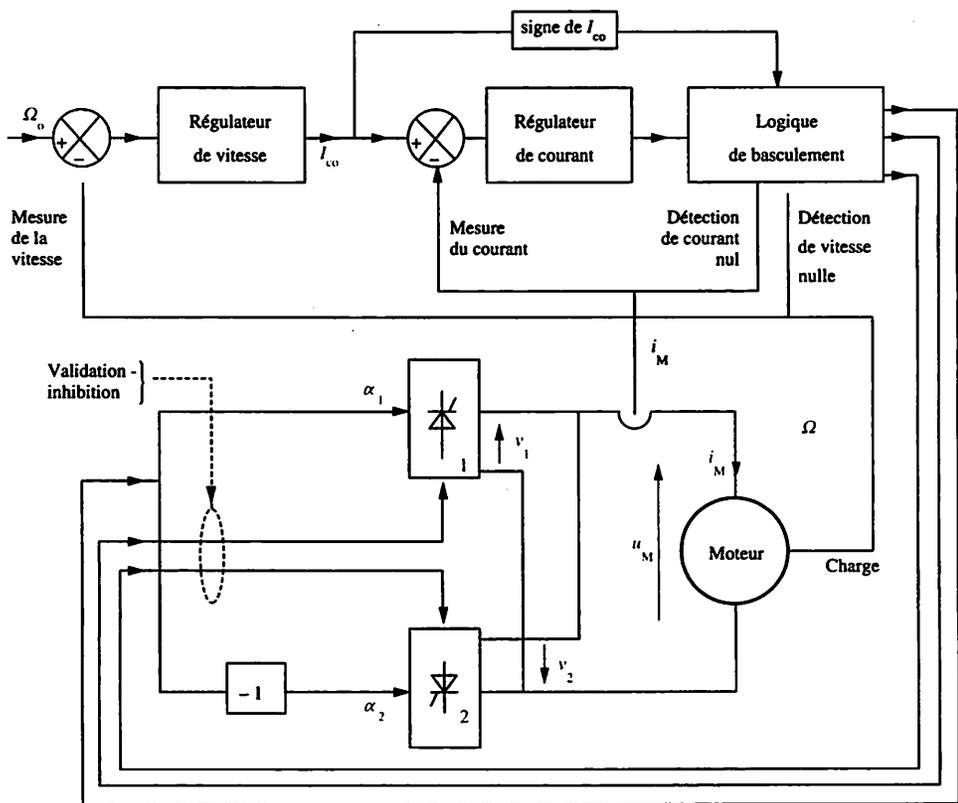 signe de I_co
Ω_o
+
−
Régulateur
de vitesse
I_co
+
−
Régulateur
de courant
Logique
de basculement
Mesure
de la
vitesse
Mesure
du courant
Détection
de courant
nul
Détection
de vitesse
nulle
i_M
Validation -
inhibition
α_1
1
v_1
Ω
i_M
u_M
Moteur
Charge
−1
α_2
2
v_2